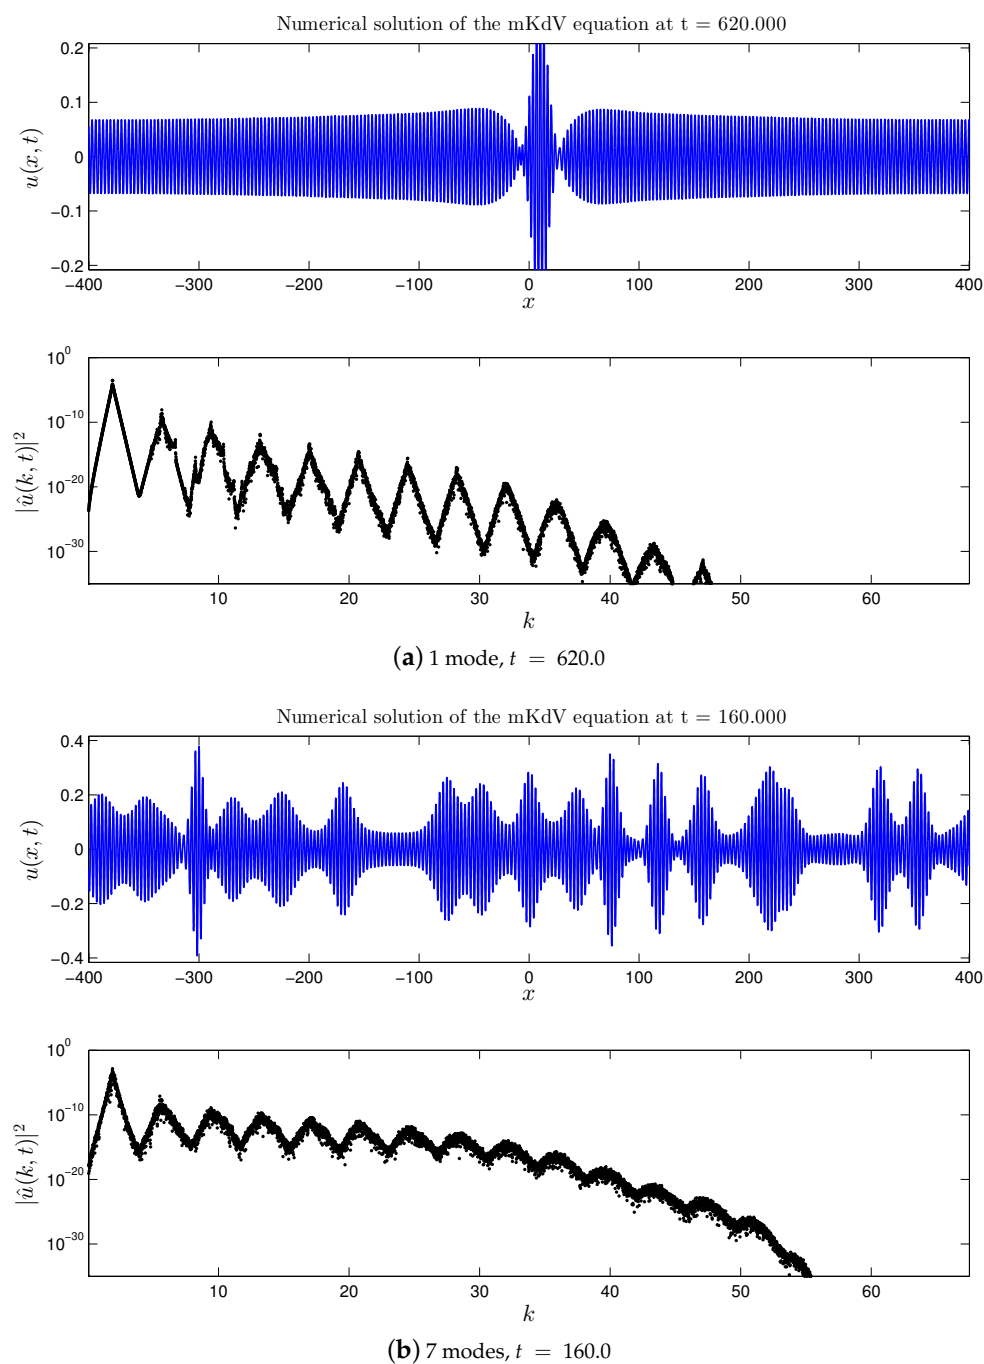 Numerical solution of the mKdV equation at t = 620.000
0.2
0.1
0
−0.1
−0.2
u(x, t)
−400 −300 −200 −100 0 100 200 300 400
x
10^0
10^−10
10^−20
10^−30
|û(k, t)|^2
10 20 30 40 50 60
k
(a) 1 mode, t = 620.0
Numerical solution of the mKdV equation at t = 160.000
0.4
0.2
0
−0.2
−0.4
u(x, t)
−400 −300 −200 −100 0 100 200 300 400
x
10^0
10^−10
10^−20
10^−30
|û(k, t)|^2
10 20 30 40 50 60
k
(b) 7 modes, t = 160.0